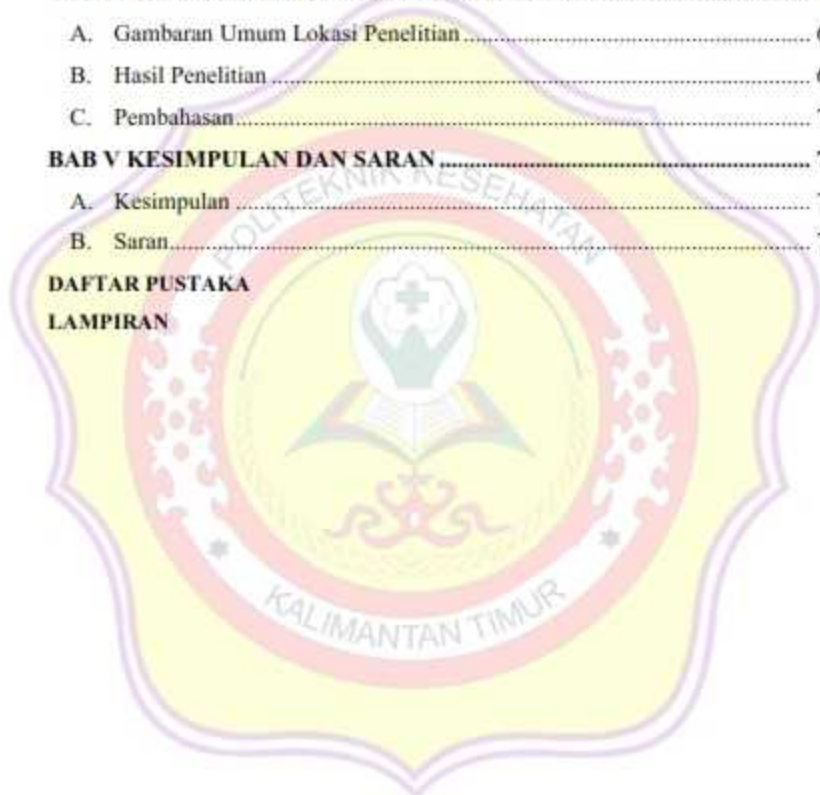 A. Gambaran Umum Lokasi Penelitian ........................................................
B. Hasil Penelitian ........................................................
C. Pembahasan ........................................................
BAB V KESIMPULAN DAN SARAN ........................................................
A. Kesimpulan ........................................................
B. Saran ........................................................
DAFTAR PUSTAKA
LAMPIRAN
POLITEKNIK KESEHATAN
KALIMANTAN TIMUR